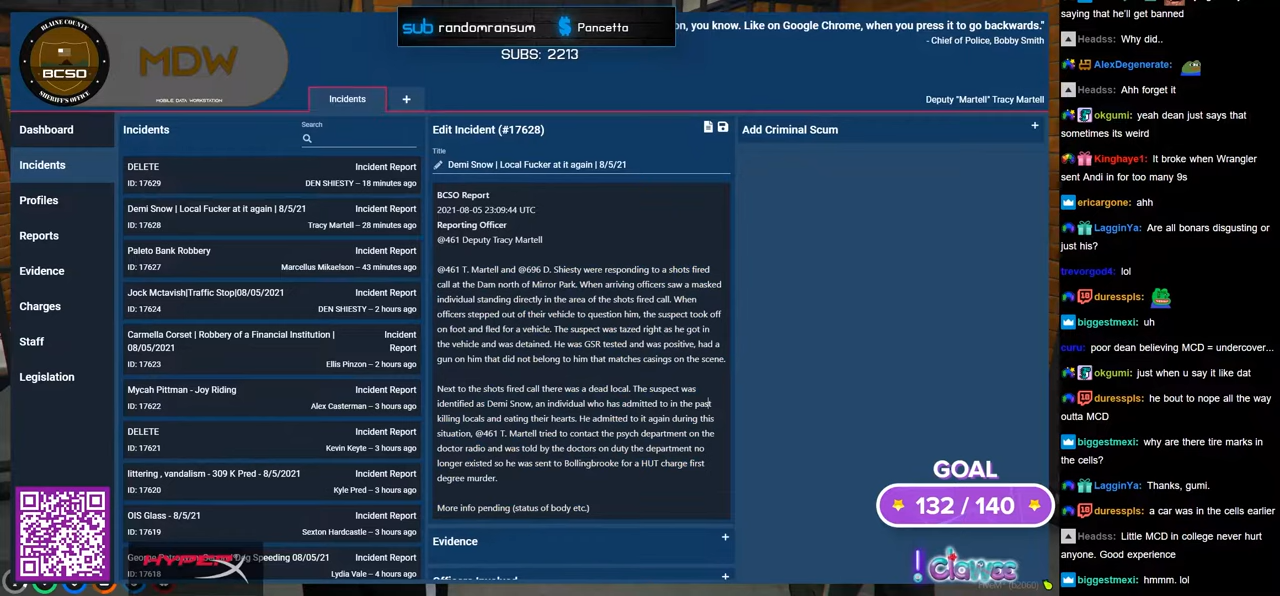 BLAINE COUNTY
BCSO
SHERIFF'S OFFICE
MDW
MOBILE DATA WORKSTATION
sub randomransum
Pancetta
SUBS: 2213
on, you know. Like on Google Chrome, when you press it to go backwards."
- Chief of Police, Bobby Smith
Incidents
+
Deputy "Martell" Tracy Martell
Dashboard
Incidents
Profiles
Reports
Evidence
Charges
Staff
Legislation
Incidents
Search
DELETE
Incident Report
ID: 17629
DEN SHIESTY – 18 minutes ago
Demi Snow | Local Fucker at it again | 8/5/21
Incident Report
ID: 17628
Tracy Martell – 28 minutes ago
Paleto Bank Robbery
Incident Report
ID: 17627
Marcellus Mikaelson – 43 minutes ago
Jock Mctavish|Traffic Stop|08/05/2021
Incident Report
ID: 17624
DEN SHIESTY – 2 hours ago
Carmella Corset | Robbery of a Financial Institution |
08/05/2021
Incident
Report
ID: 17623
Ellis Pinzon – 2 hours ago
Mycah Pittman - Joy Riding
Incident Report
ID: 17622
Alex Casterman – 3 hours ago
DELETE
Incident Report
ID: 17621
Kevin Keyte – 3 hours ago
littering , vandalism - 309 K Pred - 8/5/2021
Incident Report
ID: 17620
Kyle Pred – 3 hours ago
OIS Glass - 8/5/21
Incident Report
ID: 17619
Sexton Hardcastle – 3 hours ago
Speeding 08/05/21
Incident Report
ID: 17618
Lydia Vale – 4 hours ago
HYPERX
Edit Incident (#17628)
Title
Demi Snow | Local Fucker at it again | 8/5/21
BCSO Report
2021-08-05 23:09:44 UTC
Reporting Officer
@461 Deputy Tracy Martell
@461 T. Martell and @696 D. Shiesty were responding to a shots fired
call at the Dam north of Mirror Park. When arriving officers saw a masked
individual standing directly in the area of the shots fired call. When
officers stepped out of their vehicle to question him, the suspect took off
on foot and fled for a vehicle. The suspect was tazed right as he got in
the vehicle and was detained. He was GSR tested and was positive, had a
gun on him that did not belong to him that matches casings on the scene.
Next to the shots fired call there was a dead local. The suspect was
identified as Demi Snow, an individual who has admitted to in the past
killing locals and eating their hearts. He admitted to it again during this
situation, @461 T. Martell tried to contact the psych department on the
doctor radio and was told by the doctors on duty the department no
longer existed so he was sent to Bollingbrooke for a HUT charge first
degree murder.
More info pending (status of body etc.)
Evidence
+
Officers Involved
+
Add Criminal Scum
+
GOAL
132 / 140
!clawee
saying that he'll get banned
Headss: Why did..
AlexDegenerate:
Headss: Ahh forget it
okgumi: yeah dean just says that
sometimes its weird
Kinghaye1: It broke when Wrangler
sent Andi in for too many 9s
ericargone: ahh
LagginYa: Are all bonars disgusting or
just his?
trevorgod4: lol
duresspls:
biggestmexi: uh
curu: poor dean believing MCD = undercover...
okgumi: just when u say it like dat
duresspls: he bout to nope all the way
outta MCD
biggestmexi: why are there tire marks in
the cells?
LagginYa: Thanks, gumi.
duresspls: a car was in the cells earlier
Headss: Little MCD in college never hurt
anyone. Good experience
biggestmexi: hmmm. lol